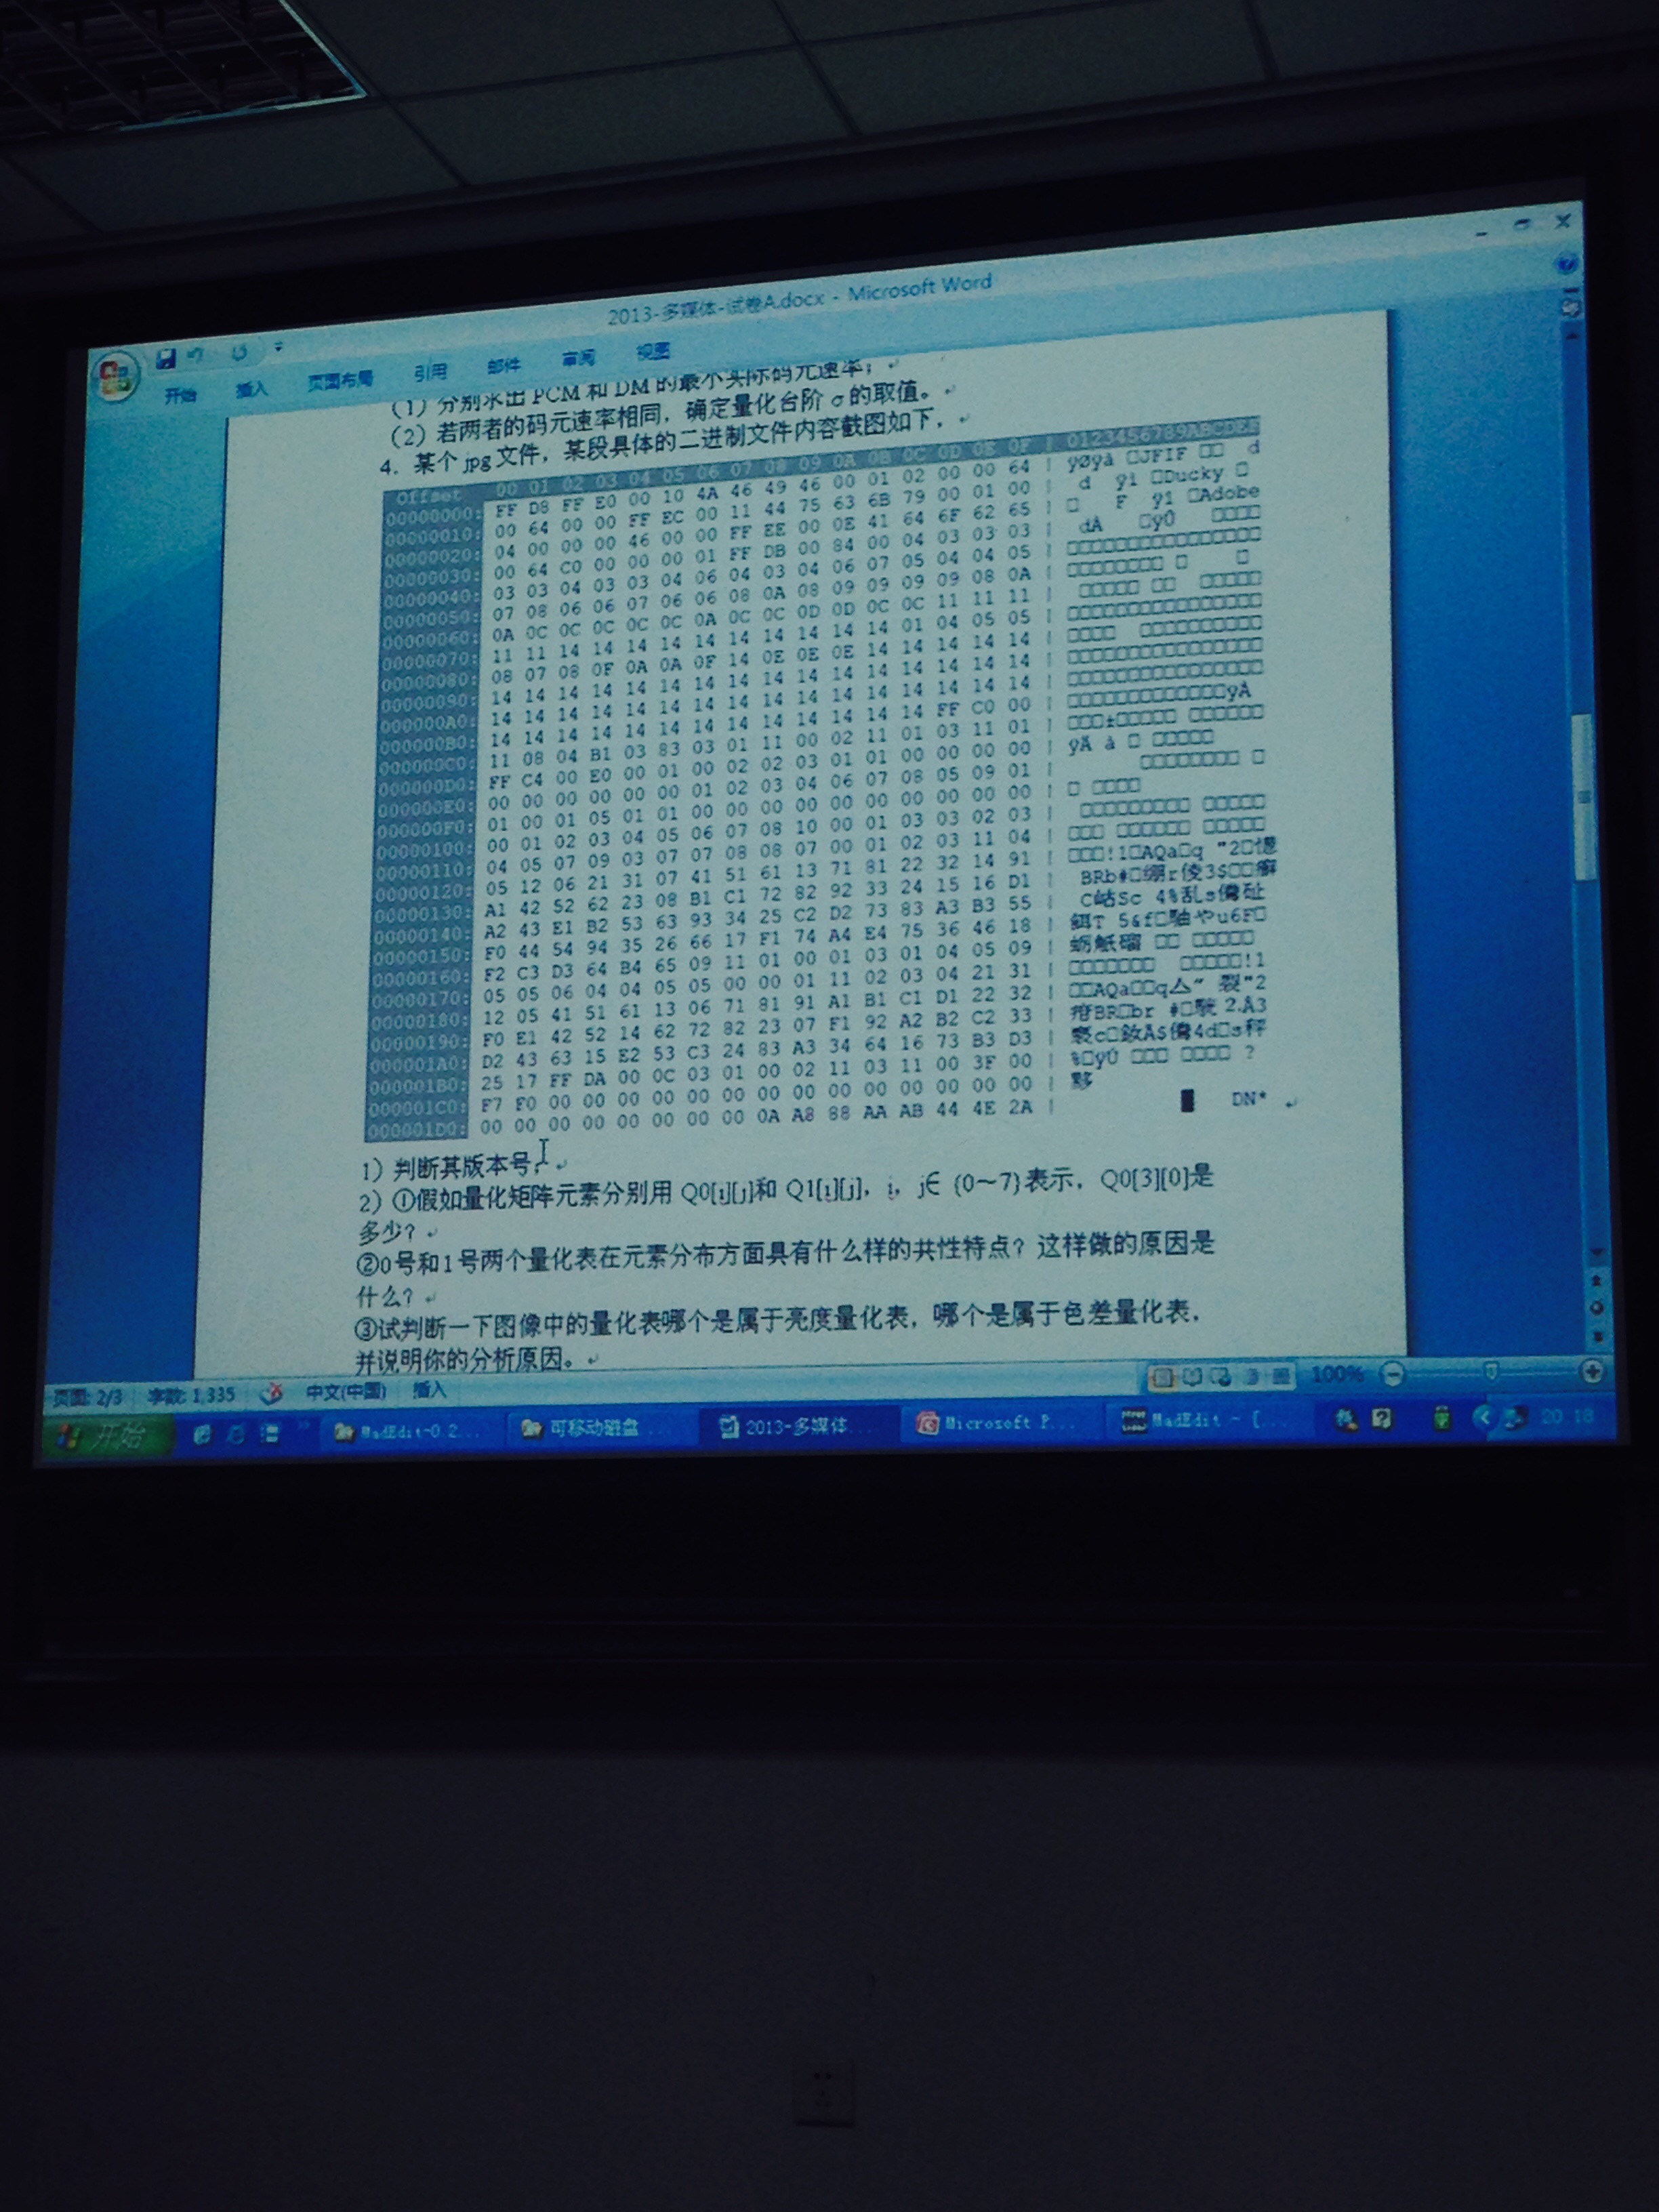 2013-多媒体-试卷A.docx - Microsoft Word
开始 插入 页面布局 引用 邮件 审阅 视图
(1) 分别求出 PCM 和 DM 的最小实际码元速率；
(2) 若两者的码元速率相同，确定量化台阶 σ 的取值。
4. 某个 jpg 文件，某段具体的二进制文件内容截图如下，
Offset 00 01 02 03 04 05 06 07 08 09 0A 0B 0C 0D 0E 0F | 0123456789ABCDEF
00000000: FF D8 FF E0 00 10 4A 46 49 46 00 01 02 00 00 64
00000010: 00 64 00 00 FF EC 00 11 44 75 63 6B 79 00 01 00
00000020: 04 00 00 00 46 00 00 FF EE 00 0E 41 64 6F 62 65
00000030: 00 64 C0 00 00 00 01 FF DB 00 84 00 04 03 03 03
00000040: 03 03 04 03 03 04 06 04 03 04 06 07 05 04 04 05
00000050: 07 08 06 06 07 06 06 08 0A 08 09 09 09 09 08 0A
00000060: 0A 0C 0C 0C 0C 0C 0A 0C 0C 0D 0D 0C 0C 11 11 11
00000070: 11 11 14 14 14 14 14 14 14 14 14 14 01 04 05 05
00000080: 08 07 08 0F 0A 0A 0F 14 0E 0E 0E 14 14 14 14 14
00000090: 14 14 14 14 14 14 14 14 14 14 14 14 14 14 14 14
000000A0: 14 14 14 14 14 14 14 14 14 14 14 14 14 14 14 14
000000B0: 14 14 14 14 14 14 14 14 14 14 14 14 14 FF C0 00
000000C0: 11 08 04 B1 03 83 03 01 11 00 02 11 01 03 11 01
000000D0: FF C4 00 E0 00 01 00 02 02 03 01 01 00 00 00 00
000000E0: 00 00 00 00 00 00 01 02 03 04 06 07 08 05 09 01
000000F0: 01 00 01 05 01 01 00 00 00 00 00 00 00 00 00 00
00000100: 00 01 02 03 04 05 06 07 08 10 00 01 03 03 02 03
00000110: 04 05 07 09 03 07 07 08 08 07 00 01 02 03 11 04
00000120: 05 12 06 21 31 07 41 51 61 13 71 81 22 32 14 91
00000130: A1 42 52 62 23 08 B1 C1 72 82 92 33 24 15 16 D1
00000140: A2 43 E1 B2 53 63 93 34 25 C2 D2 73 83 A3 B3 55
00000150: F0 44 54 94 35 26 66 17 F1 74 A4 E4 75 36 46 18
00000160: F2 C3 D3 64 B4 65 09 11 01 00 01 03 01 04 05 09
00000170: 05 05 06 04 04 05 05 00 00 01 11 02 03 04 21 31
00000180: 12 05 41 51 61 13 06 71 81 91 A1 B1 C1 D1 22 32
00000190: F0 E1 42 52 14 62 72 82 23 07 F1 92 A2 B2 C2 33
000001A0: D2 43 63 15 E2 53 C3 24 83 A3 34 64 16 73 B3 D3
000001B0: 25 17 FF DA 00 0C 03 01 00 02 11 03 11 00 3F 00
000001C0: F7 F0 00 00 00 00 00 00 00 00 00 00 00 00 00 00
000001D0: 00 00 00 00 00 00 00 00 0A A8 88 AA AB 44 4E 2A | DN*
1）判断其版本号；
2）①假如量化矩阵元素分别用 Q0[i][j]和 Q1[i][j]，i，j∈ {0～7}表示，Q0[3][0]是
多少？
②0号和1号两个量化表在元素分布方面具有什么样的共性特点？这样做的原因是
什么？
③试判断一下图像中的量化表哪个是属于亮度量化表，哪个是属于色差量化表，
并说明你的分析原因。
页面: 2/3 字数: 1,335 中文(中国) 插入 100%
开始 MadEdit-0.2... 可移动磁盘 ... 2013-多媒体... Microsoft P... MadEdit ~ [... 20:18